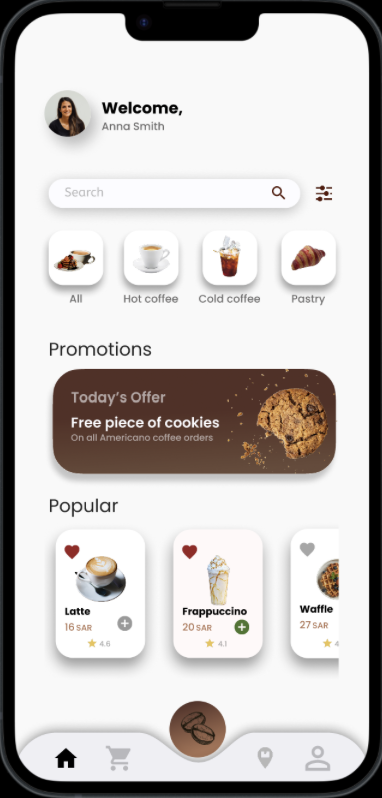 Welcome,
Anna Smith
Search
All
Hot coffee
Cold coffee
Pastry
Promotions
Today's Offer
Free piece of cookies
On all Americano coffee orders
Popular
Latte
16 SAR
4.6
Frappuccino
20 SAR
4.1
Waffle
27 SAR
4